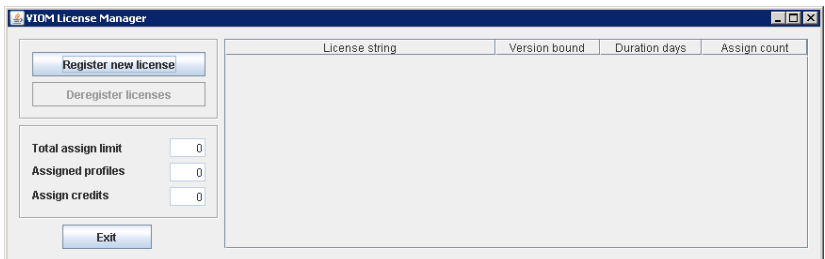 VIOM License Manager
Register new license
Deregister licenses
Total assign limit 0
Assigned profiles 0
Assign credits 0
Exit
License string Version bound Duration days Assign count